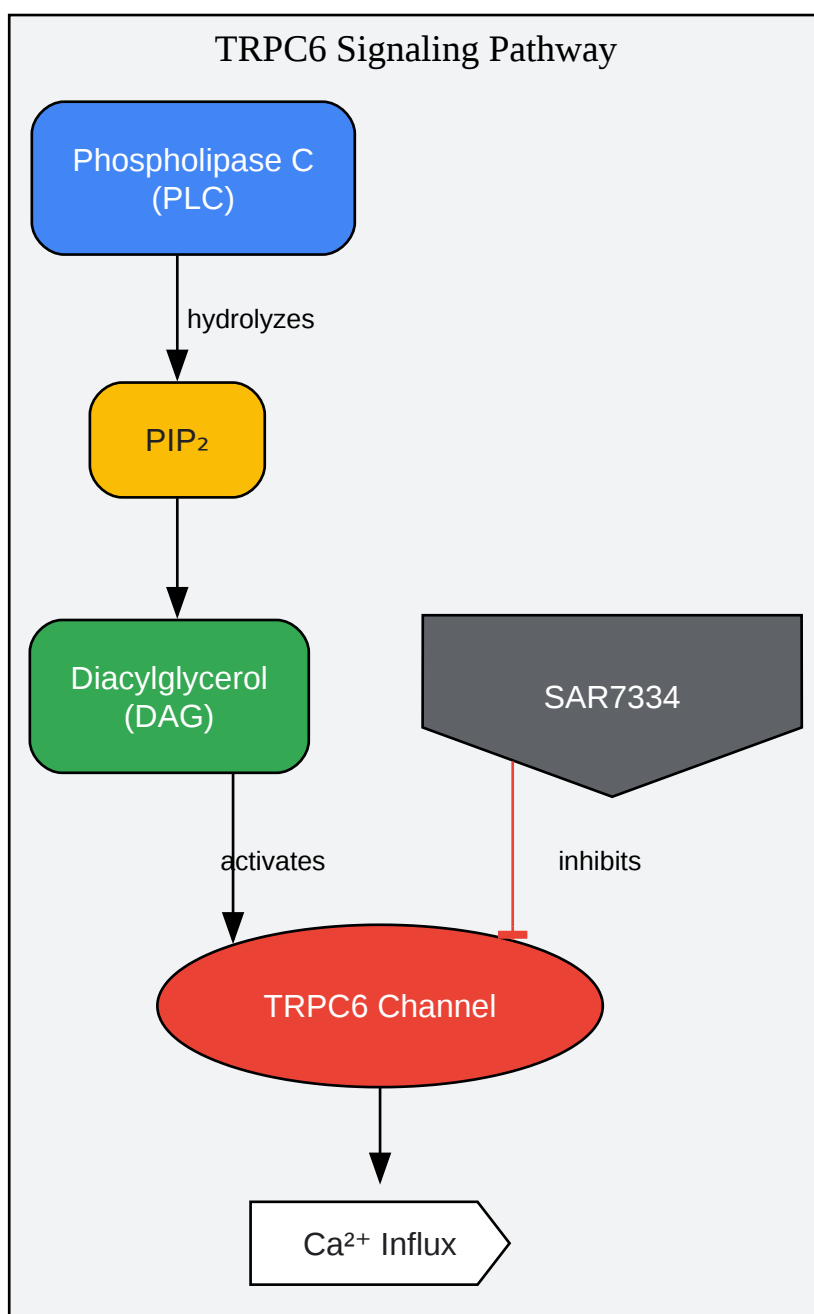 TRPC6 Signaling Pathway
Phospholipase C
(PLC)
hydrolyzes
PIP₂
Diacylglycerol
(DAG)
SAR7334
activates
inhibits
TRPC6 Channel
Ca²⁺ Influx